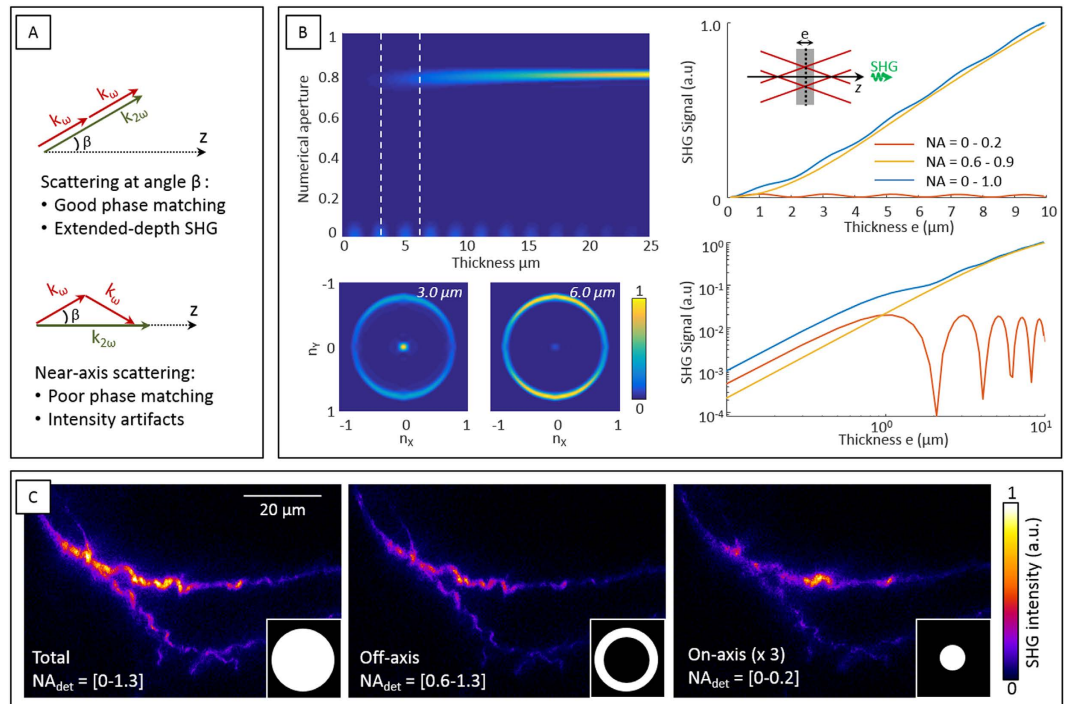 A
kω
kω
k2ω
β
z
Scattering at angle β :
• Good phase matching
• Extended-depth SHG
kω
kω
β
k2ω
z
Near-axis scattering:
• Poor phase matching
• Intensity artifacts
B
Numerical aperture
1
0.8
0.6
0.4
0.2
0
0
5
10
15
20
25
Thickness μm
3.0 μm
6.0 μm
nY
-1
0
1
-1
0
1
nX
-1
0
1
nX
1
0
SHG Signal (a.u)
1.0
0
e
z
SHG
NA = 0 - 0.2
NA = 0.6 - 0.9
NA = 0 - 1.0
0 1 2 3 4 5 6 7 8 9 10
Thickness e (μm)
SHG Signal (a.u)
10⁰
10⁻¹
10⁻²
10⁻³
10⁻⁴
10⁰
10¹
Thickness e (μm)
C
20 μm
Total
NAdet = [0-1.3]
Off-axis
NAdet = [0.6-1.3]
On-axis (x 3)
NAdet = [0-0.2]
1
0
SHG intensity (a.u.)